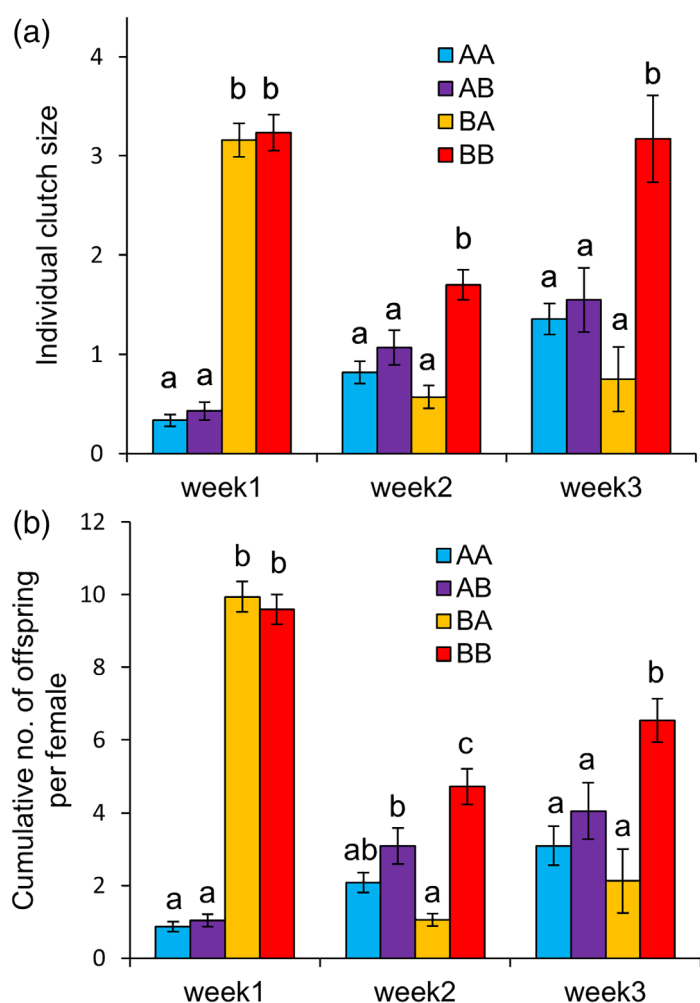 (a)
Individual clutch size
4
3
2
1
0
AA
AB
BA
BB
a a b b
a a a b
a a a b
week1 week2 week3
(b)
Cumulative no. of offspring
per female
12
10
8
6
4
2
0
AA
AB
BA
BB
a a b b
ab b a c
a a a b
week1 week2 week3